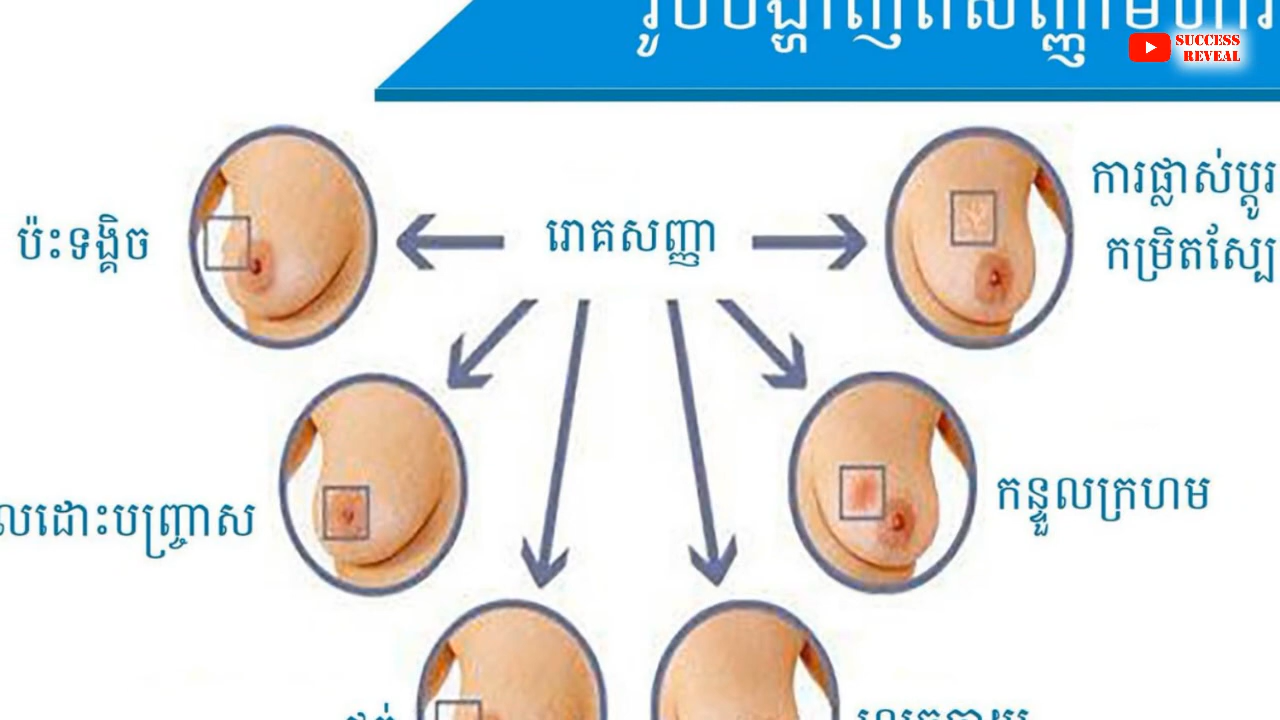 SUCCESS
REVEAL
ការផ្លាស់ប្តូរ
កម្រិតស្បែ
ប៉ះទង្គិច
រោគសញ្ញា
កន្ទួលក្រហម
លដោះបញ្ច្រាស